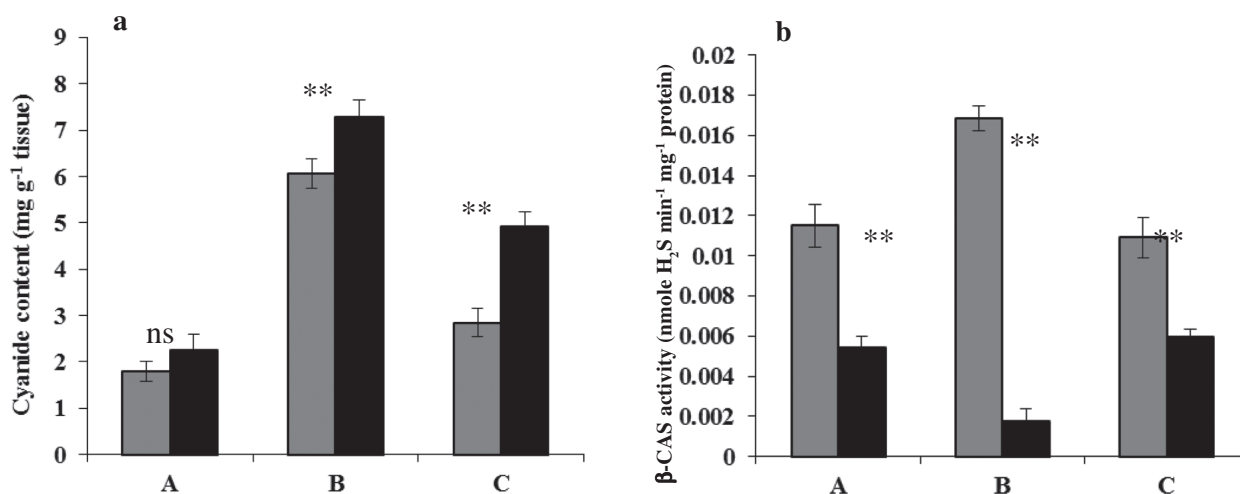 a
Cyanide content (mg g⁻¹ tissue)
9
8
7
6
5
4
3
2
1
0
ns
**
**
A
B
C
b
β-CAS activity (nmole H₂S min⁻¹ mg⁻¹ protein)
0.02
0.018
0.016
0.014
0.012
0.01
0.008
0.006
0.004
0.002
0
**
**
**
A
B
C